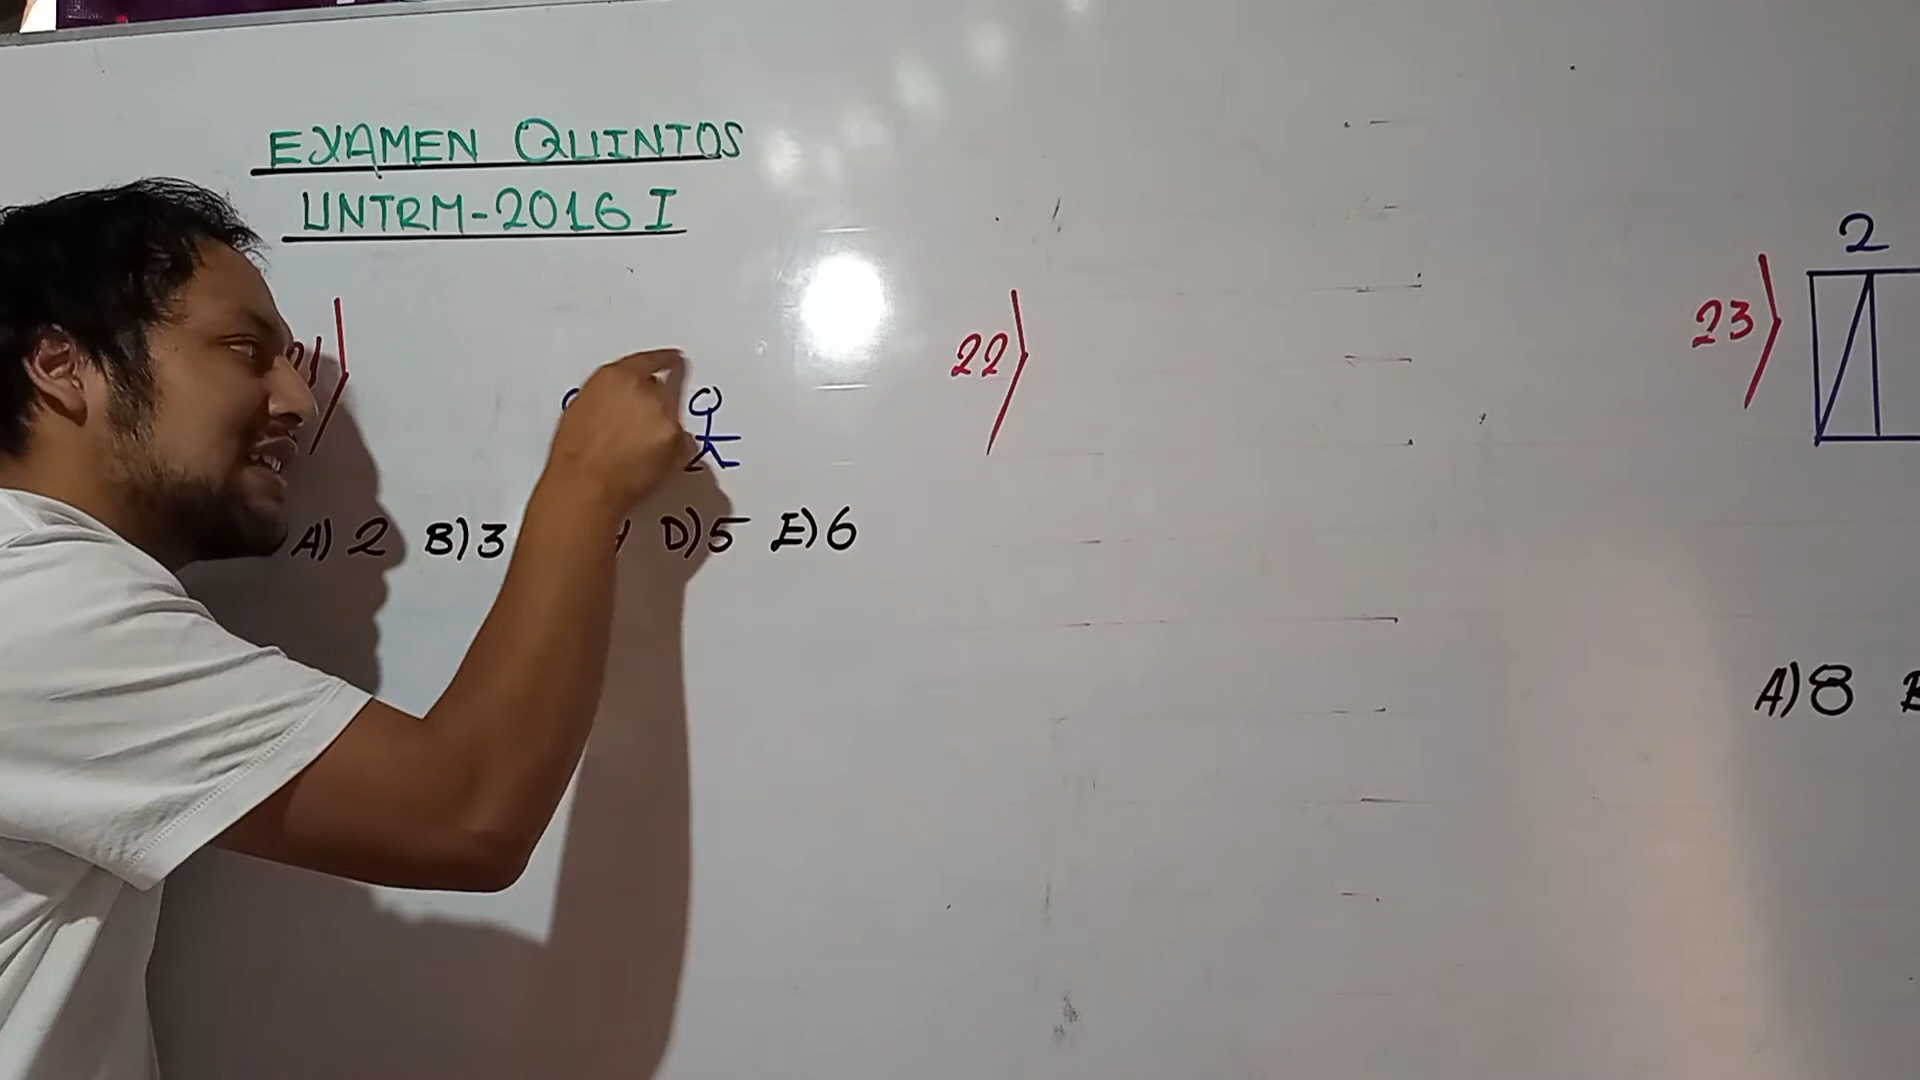 EXAMEN QUINTOS
UNTRM-2016 I
22
2
23
A) 2 B) 3 D) 5 E) 6
A) 8